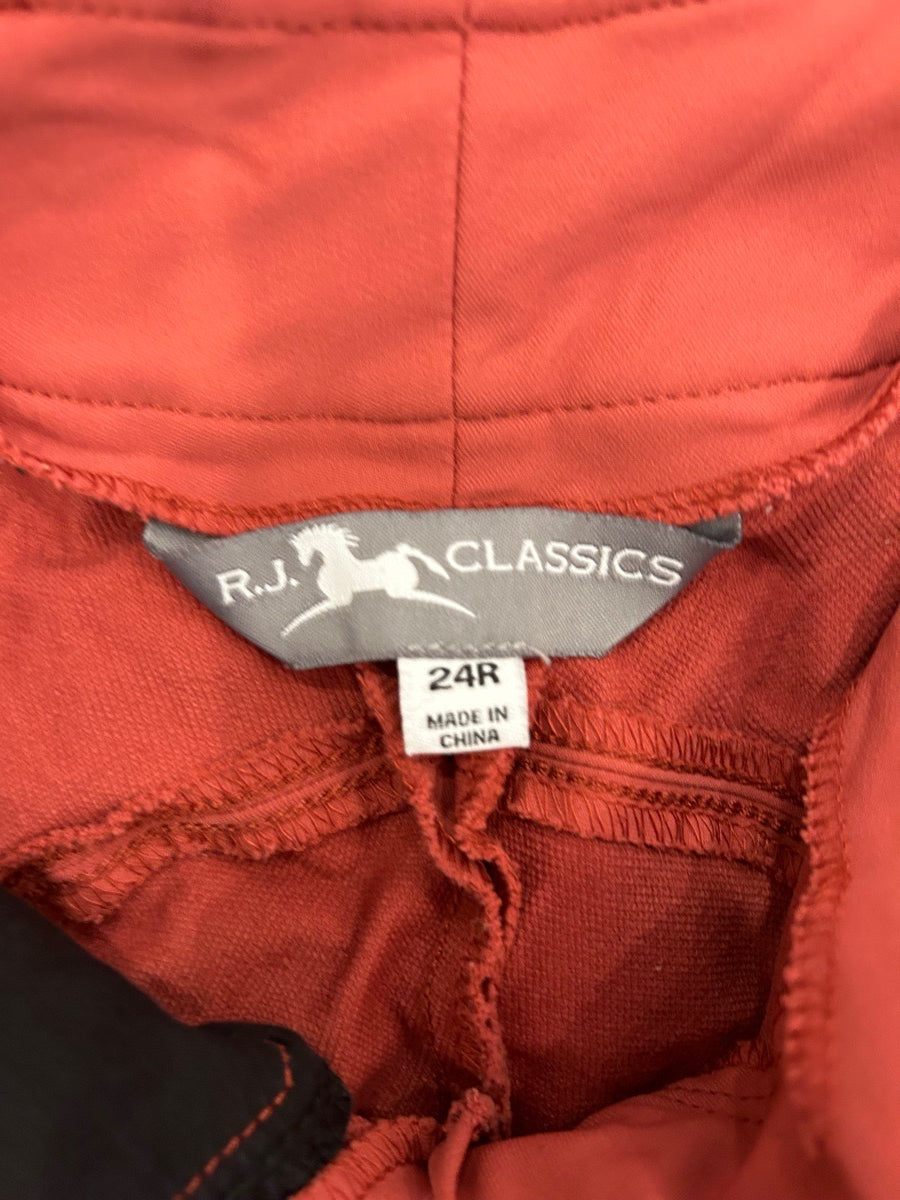 R.J. CLASSICS
24R
MADE IN
CHINA